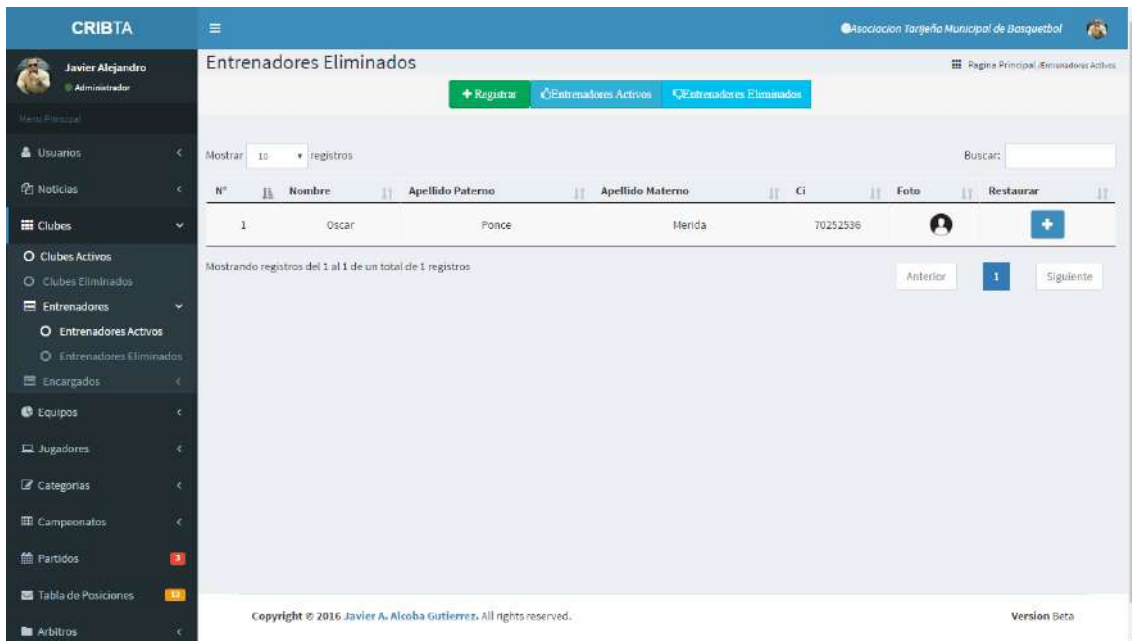 CRIBTA
Asociacion Tarijeña Municipal de Basquetbol
Javier Alejandro
Administrador
Menu Principal
Usuarios
Noticias
Clubes
Clubes Activos
Clubes Eliminados
Entrenadores
Entrenadores Activos
Entrenadores Eliminados
Encargados
Equipos
Jugadores
Categorias
Campeonatos
Partidos 3
Tabla de Posiciones 12
Arbitros
Entrenadores Eliminados
Pagina Principal /Entrenadores Activos
Registrar Entrenadores Activos Entrenadores Eliminados
Mostrar 10 registros Buscar:
N° Nombre Apellido Paterno Apellido Materno Ci Foto Restaurar
1 Oscar Ponce Merida 70252536
Mostrando registros del 1 al 1 de un total de 1 registros
Anterior 1 Siguiente
Copyright © 2016 Javier A. Alcoba Gutierrez. All rights reserved. Version Beta